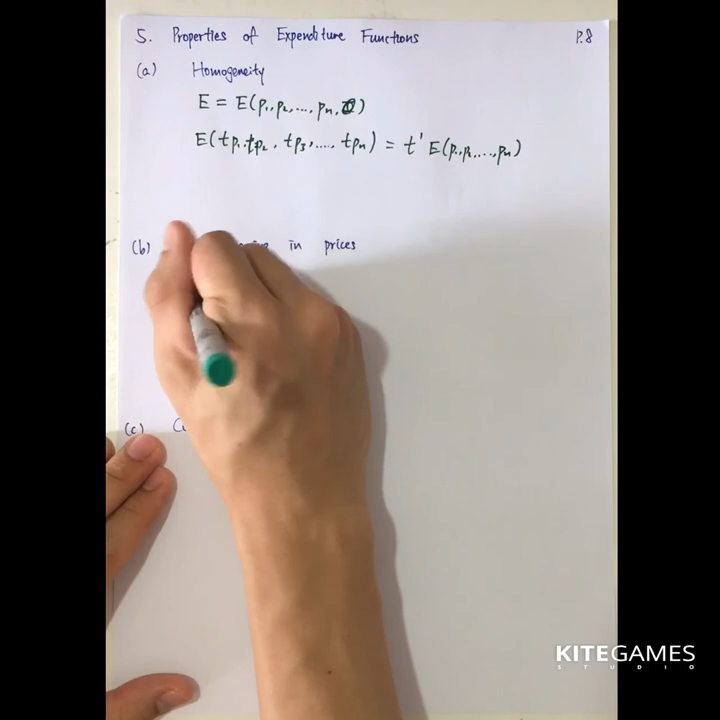 5. Properties of Expenditure Functions P.8
(a) Homogeneity
E = E(p₁, p₂, ..., pₙ, )
E(tp₁, tp₂, tp₃, ...., tpₙ) = t' E(p₁, p₂, ..., pₙ)
(b) in prices
(c)
KITEGAMES
STUDIO